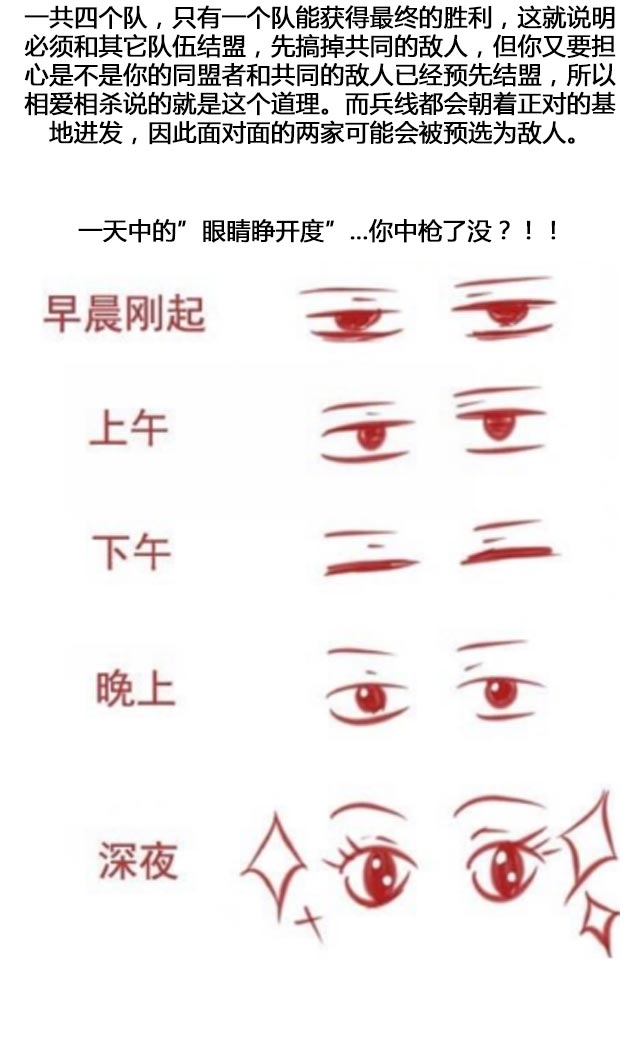 一共四个队，只有一个队能获得最终的胜利，这就说明
必须和其它队伍结盟，先搞掉共同的敌人，但你又要担
心是不是你的同盟者和共同的敌人已经预先结盟，所以
相爱相杀说的就是这个道理。而兵线都会朝着正对的基
地进发，因此面对面的两家可能会被预选为敌人。
一天中的”眼睛睁开度”...你中枪了没？！！
早晨刚起
上午
下午
晚上
深夜